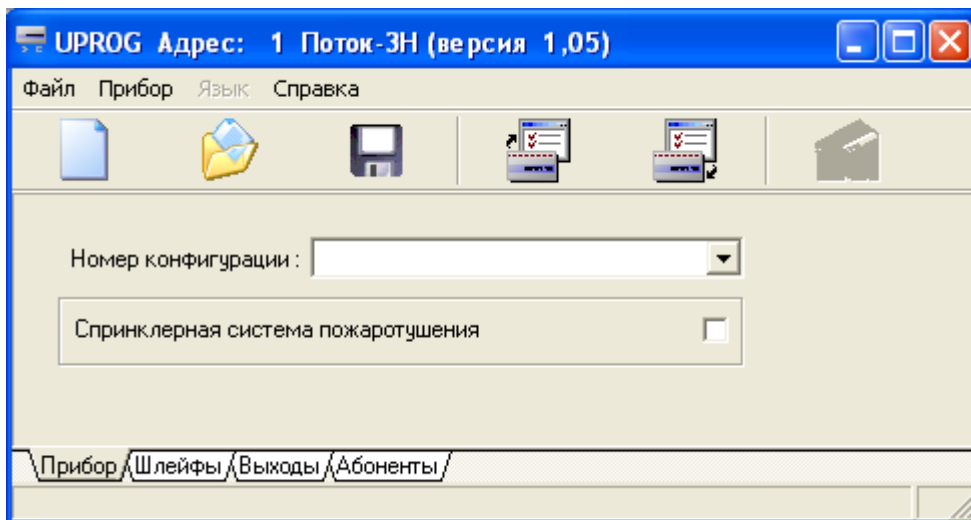 UPROG Адрес: 1 Поток-3Н (версия 1,05)
Файл Прибор Язык Справка
Номер конфигурации :
Спринклерная система пожаротушения
Прибор Шлейфы Выходы Абоненты